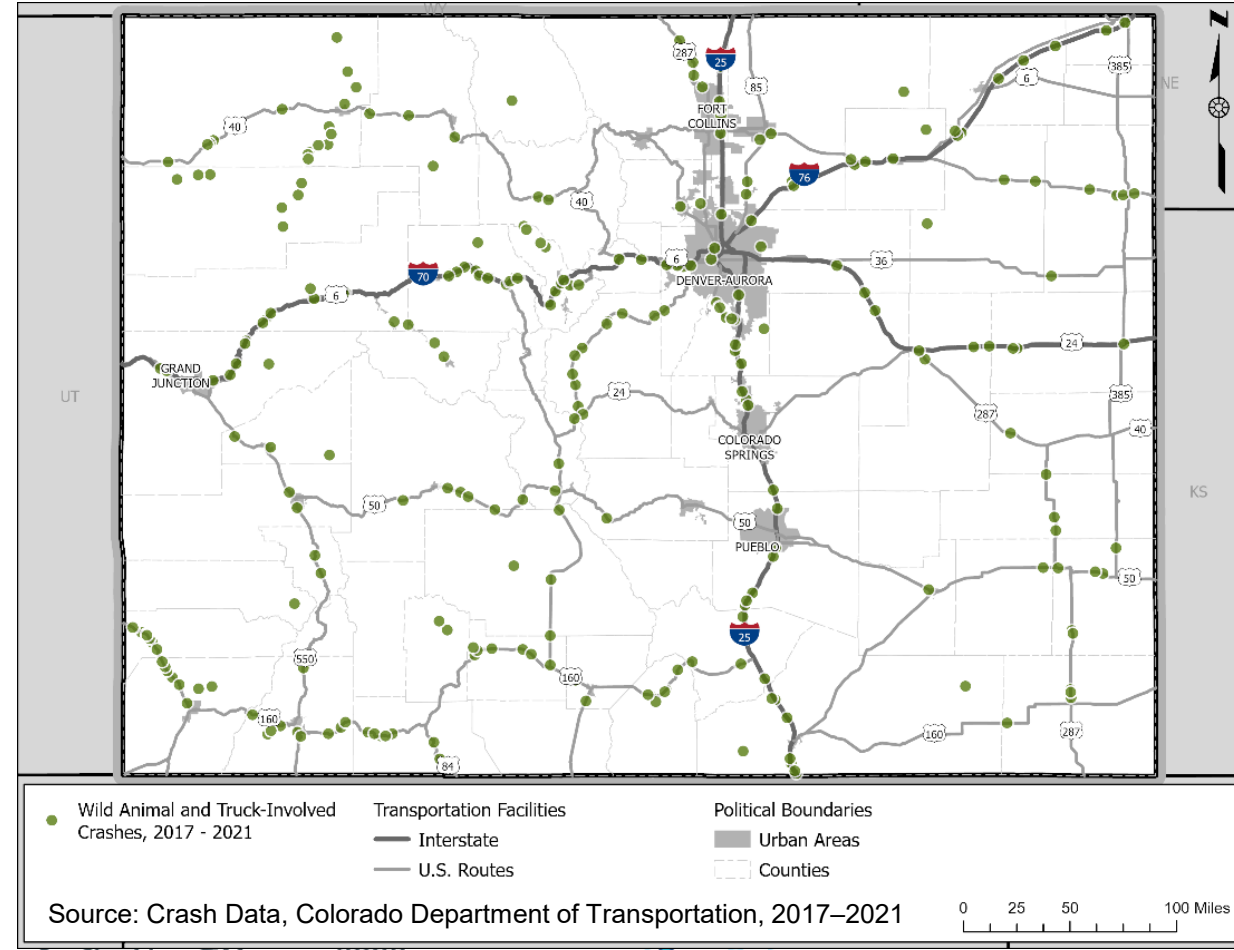 WY
N
287
25
385
6
NE
85
FORT
COLLINS
40
76
40
6
36
70
DENVER-AURORA
6
24
GRAND
JUNCTION
UT
24
385
287
40
COLORADO
SPRINGS
KS
50
50
PUEBLO
50
25
550
160
160
160
287
84
Wild Animal and Truck-Involved
Crashes, 2017 - 2021
Transportation Facilities
Interstate
U.S. Routes
Political Boundaries
Urban Areas
Counties
Source: Crash Data, Colorado Department of Transportation, 2017–2021
0 25 50 100 Miles